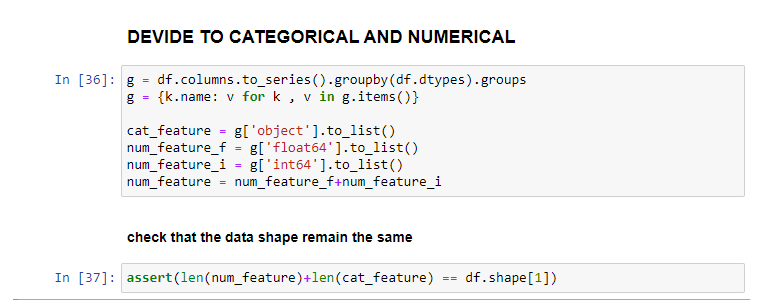 DEVIDE TO CATEGORICAL AND NUMERICAL
In [36]: g = df.columns.to_series().groupby(df.dtypes).groups
g = {k.name: v for k , v in g.items()}
cat_feature = g['object'].to_list()
num_feature_f = g['float64'].to_list()
num_feature_i = g['int64'].to_list()
num_feature = num_feature_f+num_feature_i
check that the data shape remain the same
In [37]: assert(len(num_feature)+len(cat_feature) == df.shape[1])